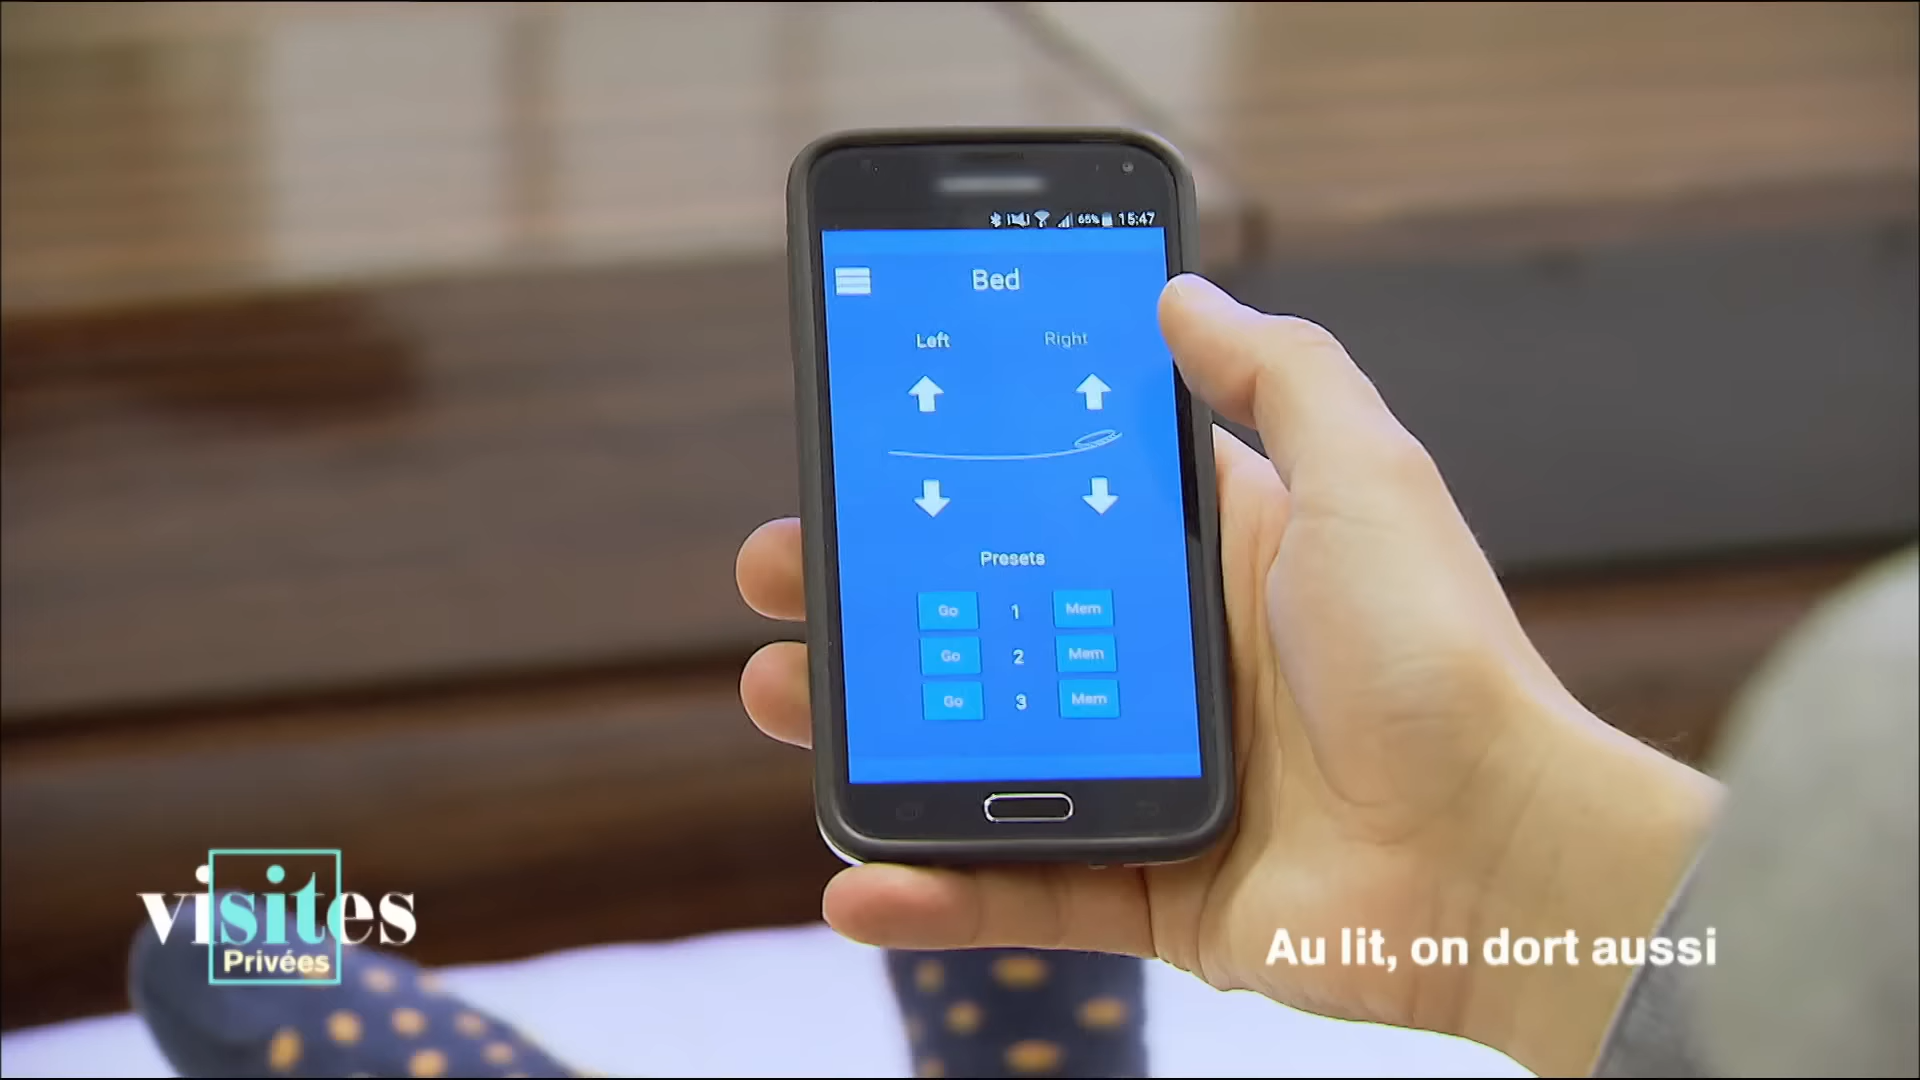 65% 15:47
Bed
Left Right
Presets
Go 1 Mem
Go 2 Mem
Go 3 Mem
visites
Privées
Au lit, on dort aussi